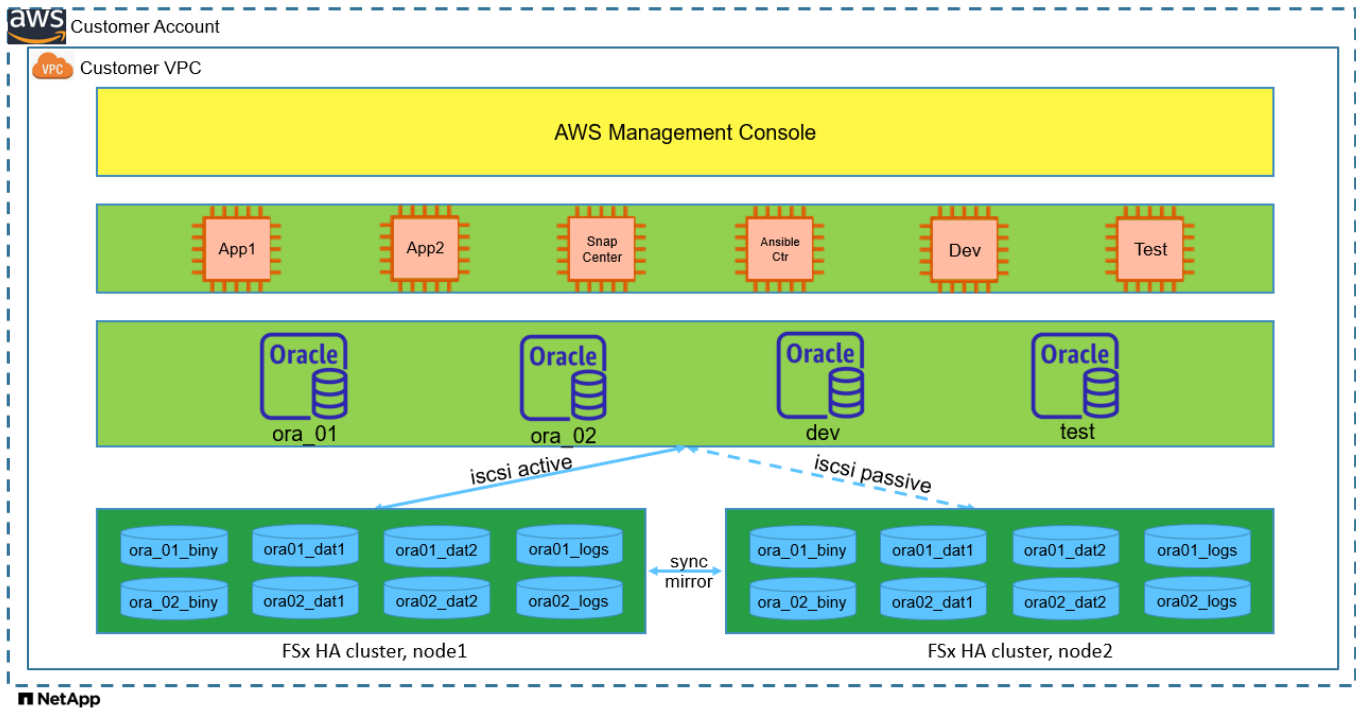 aws Customer Account
VPC Customer VPC
AWS Management Console
App1 App2 Snap Center Ansible Ctr Dev Test
Oracle Oracle Oracle Oracle
ora_01 ora_02 dev test
iscsi active iscsi passive
ora_01_biny ora01_dat1 ora01_dat2 ora01_logs
ora_02_biny ora02_dat1 ora02_dat2 ora02_logs
sync
mirror
ora_01_biny ora01_dat1 ora01_dat2 ora01_logs
ora_02_biny ora02_dat1 ora02_dat2 ora02_logs
FSx HA cluster, node1 FSx HA cluster, node2
NetApp